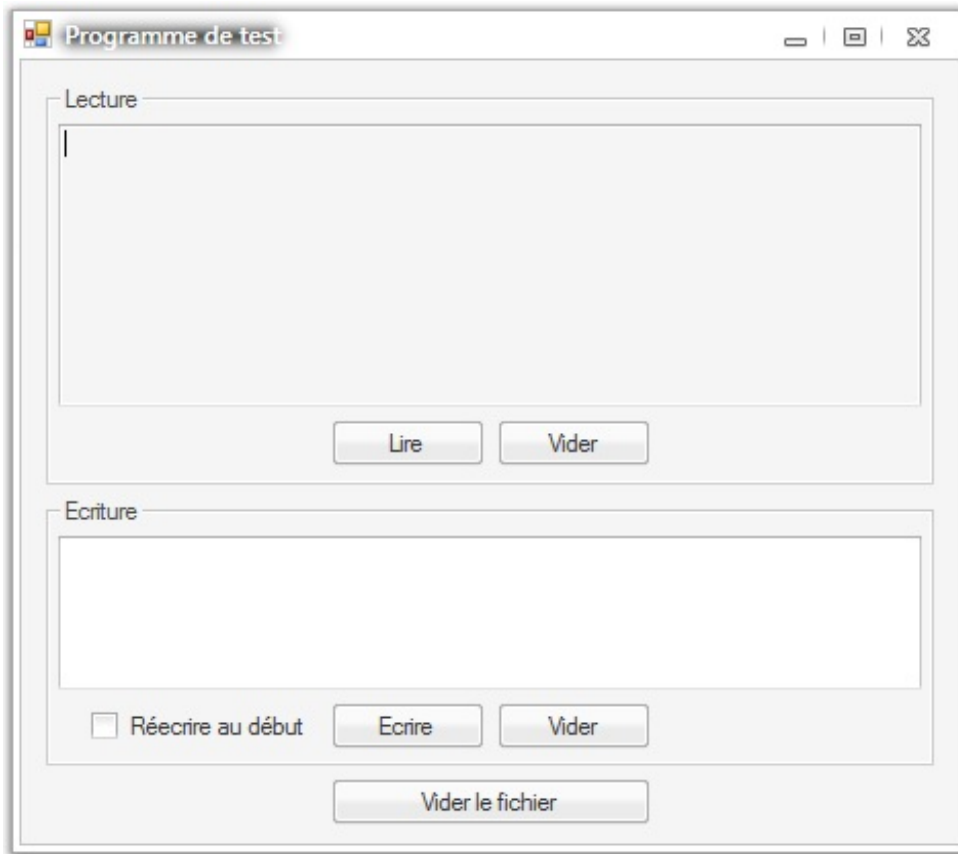 Programme de test
Lecture
Lire Vider
Ecriture
Réecrire au début Ecrire Vider
Vider le fichier